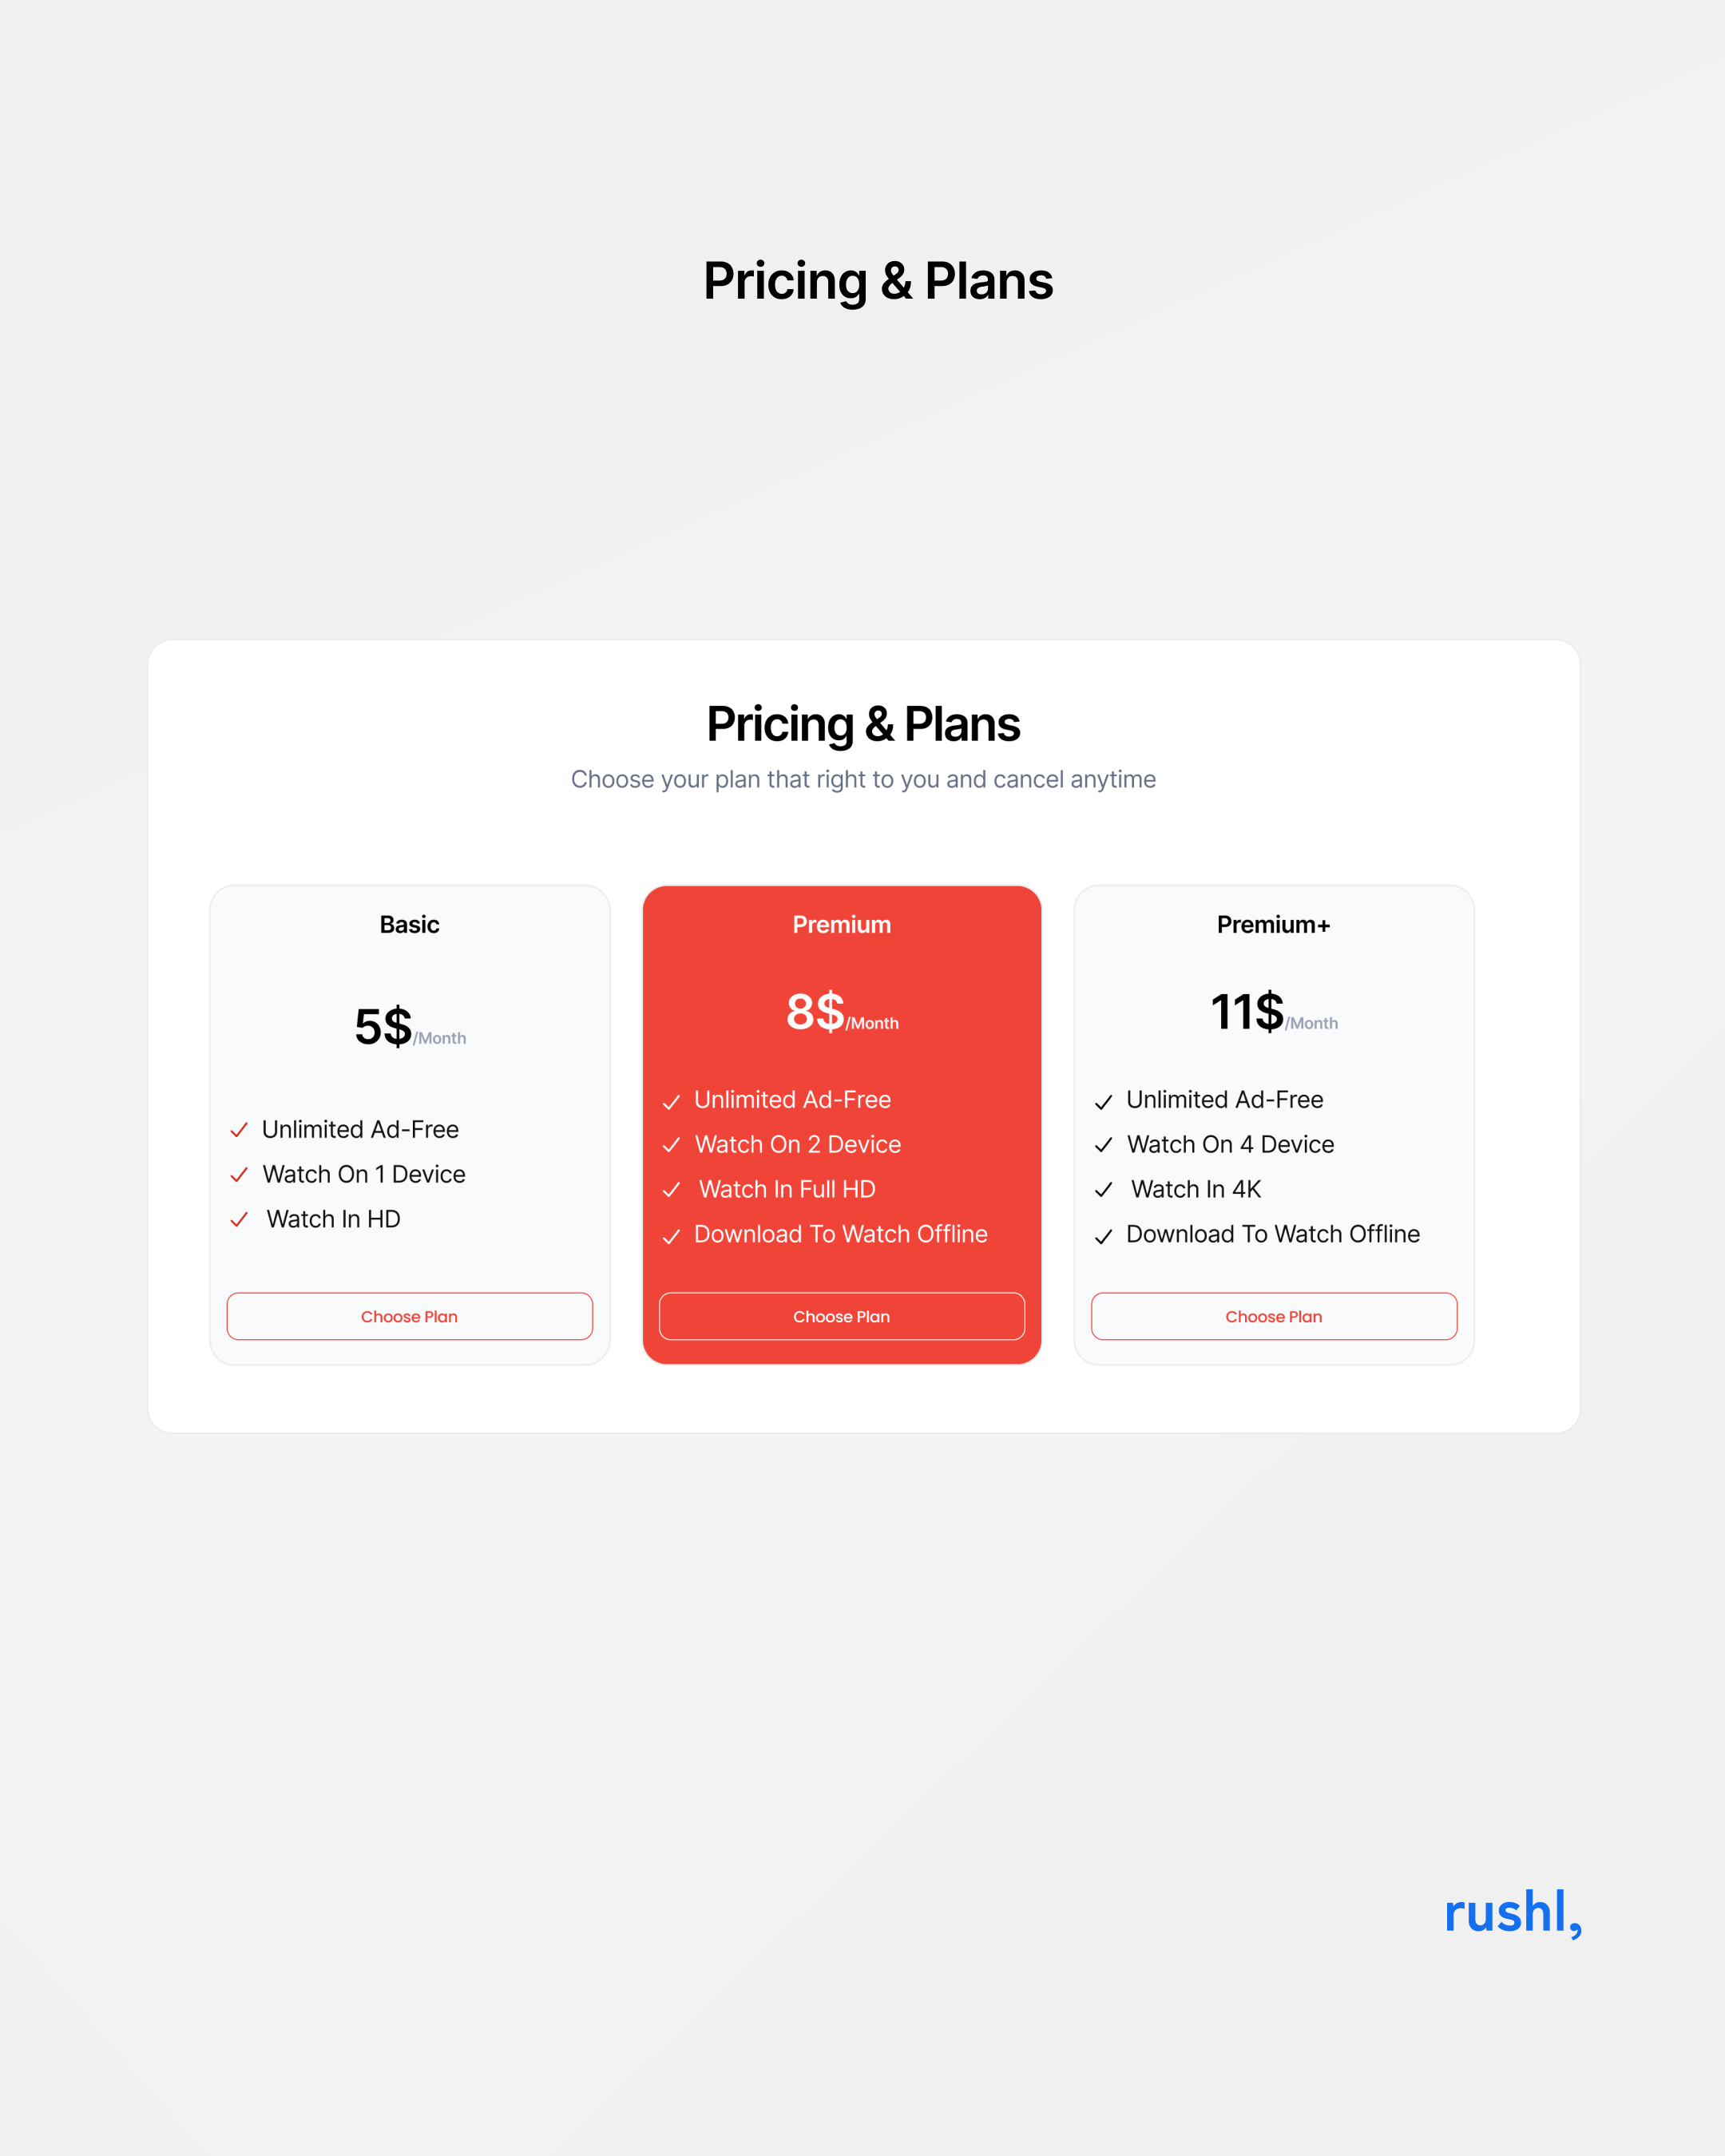 Pricing & Plans
Pricing & Plans
Choose your plan that right to you and cancel anytime
Basic
5$/Month
Unlimited Ad-Free
Watch On 1 Device
Watch In HD
Choose Plan
Premium
8$/Month
Unlimited Ad-Free
Watch On 2 Device
Watch In Full HD
Download To Watch Offline
Choose Plan
Premium+
11$/Month
Unlimited Ad-Free
Watch On 4 Device
Watch In 4K
Download To Watch Offline
Choose Plan
rushl,